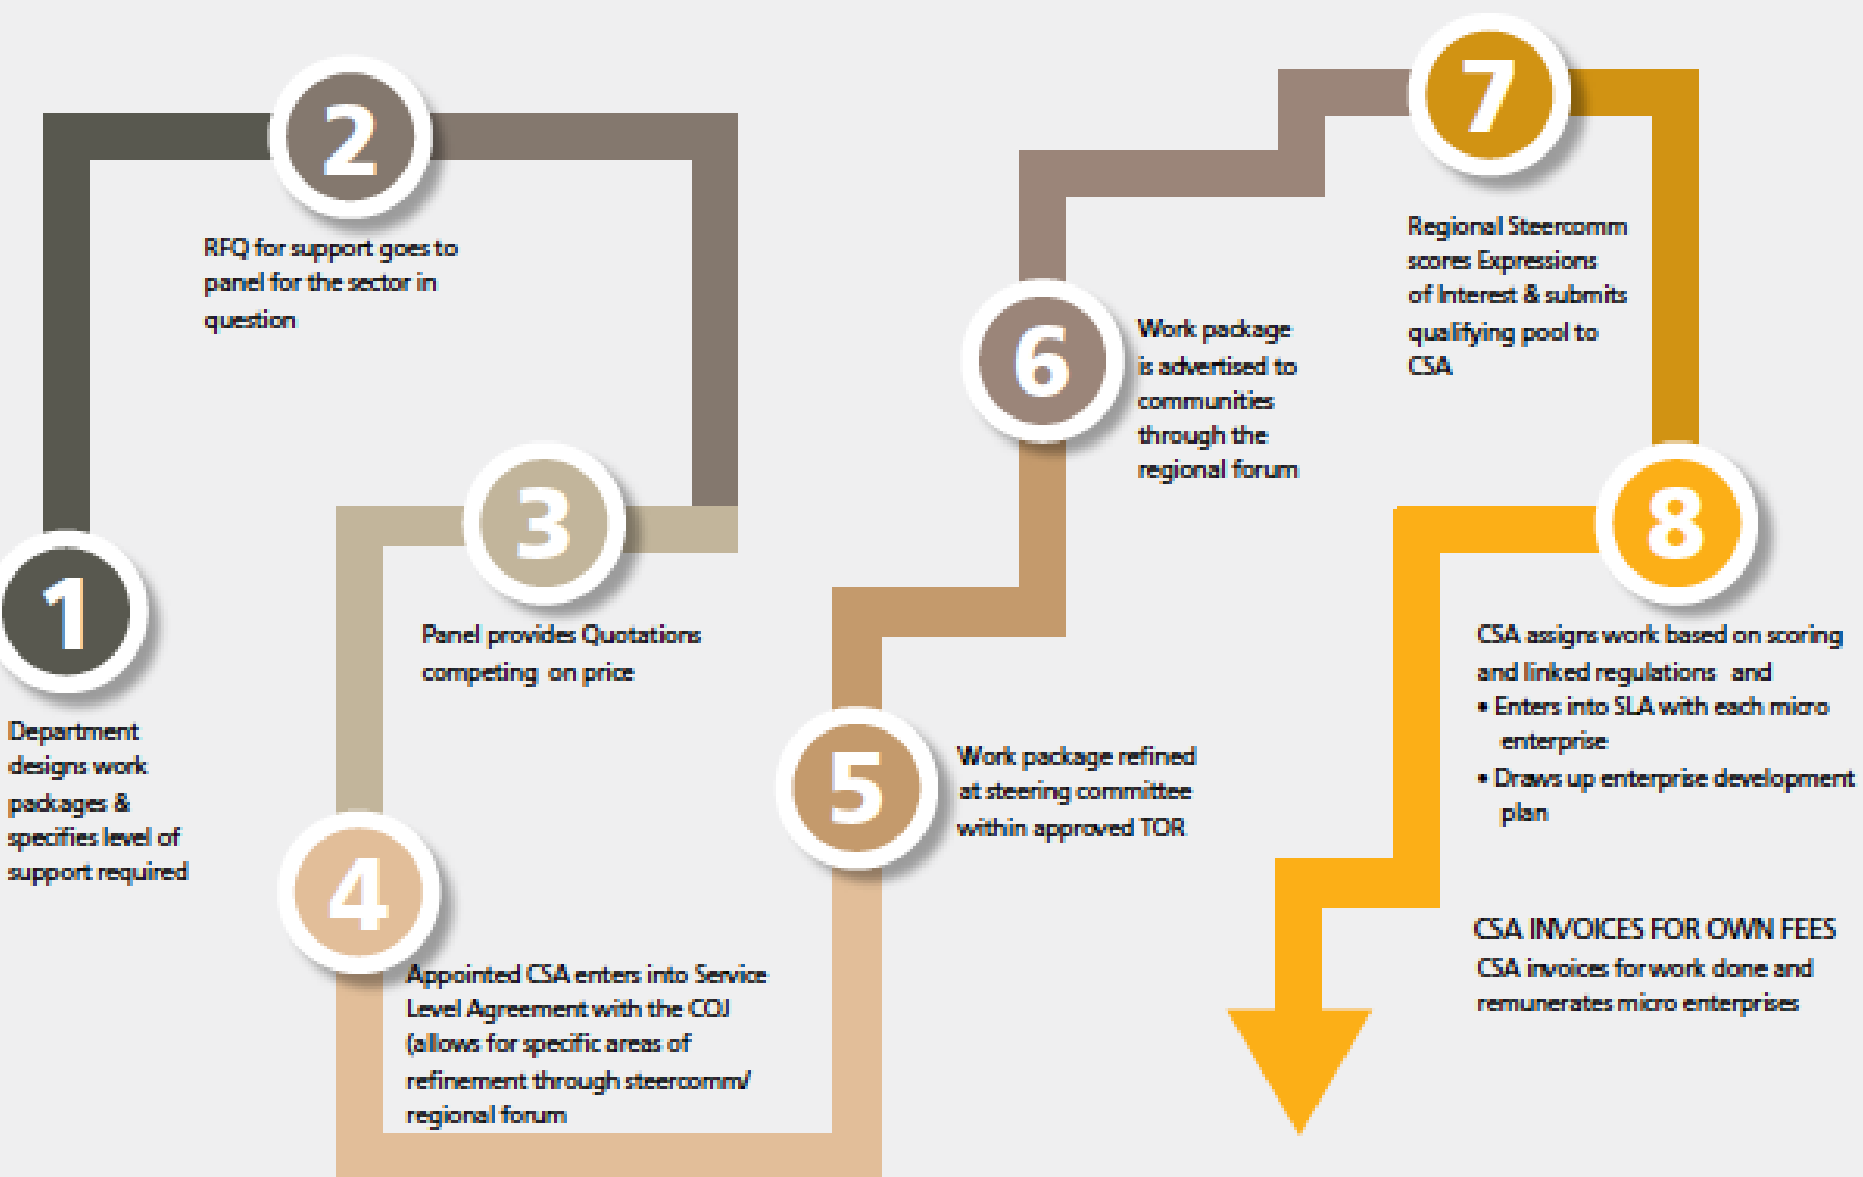 1
Department
designs work
packages &
specifies level of
support required
2
RFQ for support goes to
panel for the sector in
question
3
Panel provides Quotations
competing on price
4
Appointed CSA enters into Service
Level Agreement with the COJ
(allows for specific areas of
refinement through steercomm/
regional forum
5
Work package refined
at steering committee
within approved TOR
6
Work package
is advertised to
communities
through the
regional forum
7
Regional Steercomm
scores Expressions
of Interest & submits
qualifying pool to
CSA
8
CSA assigns work based on scoring
and linked regulations and
• Enters into SLA with each micro
enterprise
• Draws up enterprise development
plan
CSA INVOICES FOR OWN FEES
CSA invoices for work done and
remunerates micro enterprises